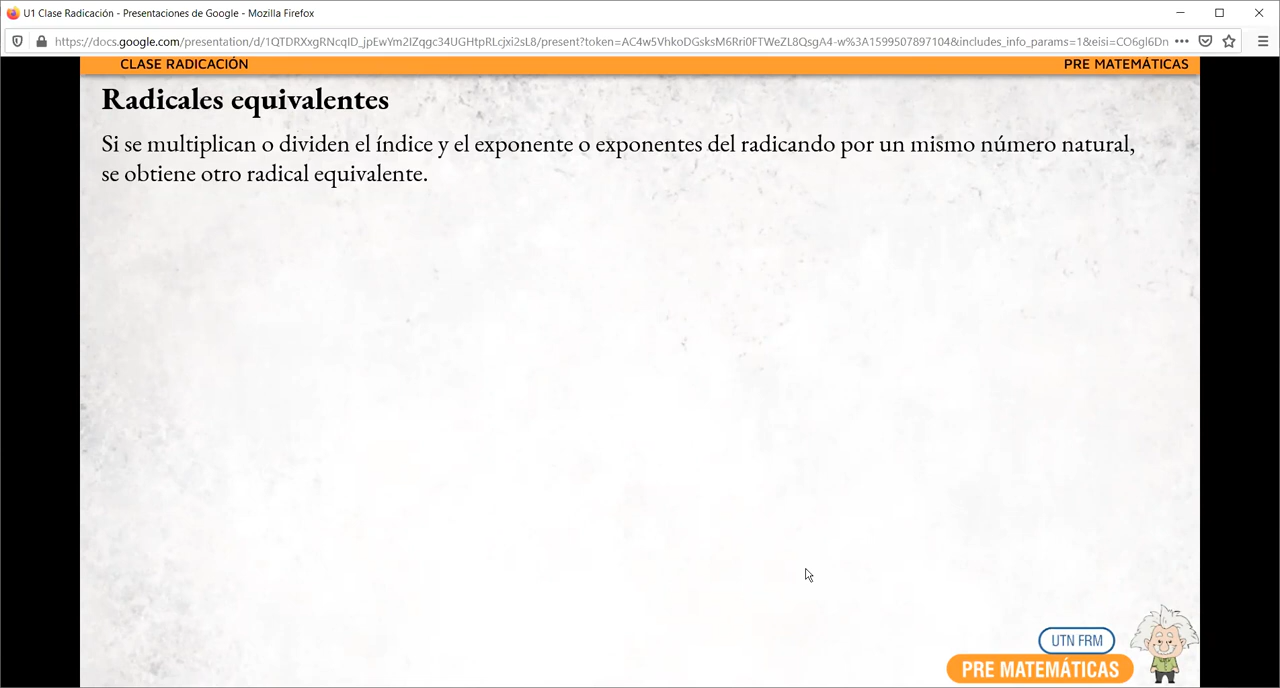 U1 Clase Radicación - Presentaciones de Google - Mozilla Firefox
https://docs.google.com/presentation/d/1QTDRXxgRNcqID_jpEwYm2IZqgc34UGHtpRLcjxi2sL8/present?token=AC4w5VhkoDGsksM6Rri0FTWeZL8QsgA4-w%3A1599507897104&includes_info_params=1&eisi=CO6gl6Dn
CLASE RADICACIÓN PRE MATEMÁTICAS
Radicales equivalentes
Si se multiplican o dividen el índice y el exponente o exponentes del radicando por un mismo número natural,
se obtiene otro radical equivalente.
UTN FRM
PRE MATEMÁTICAS